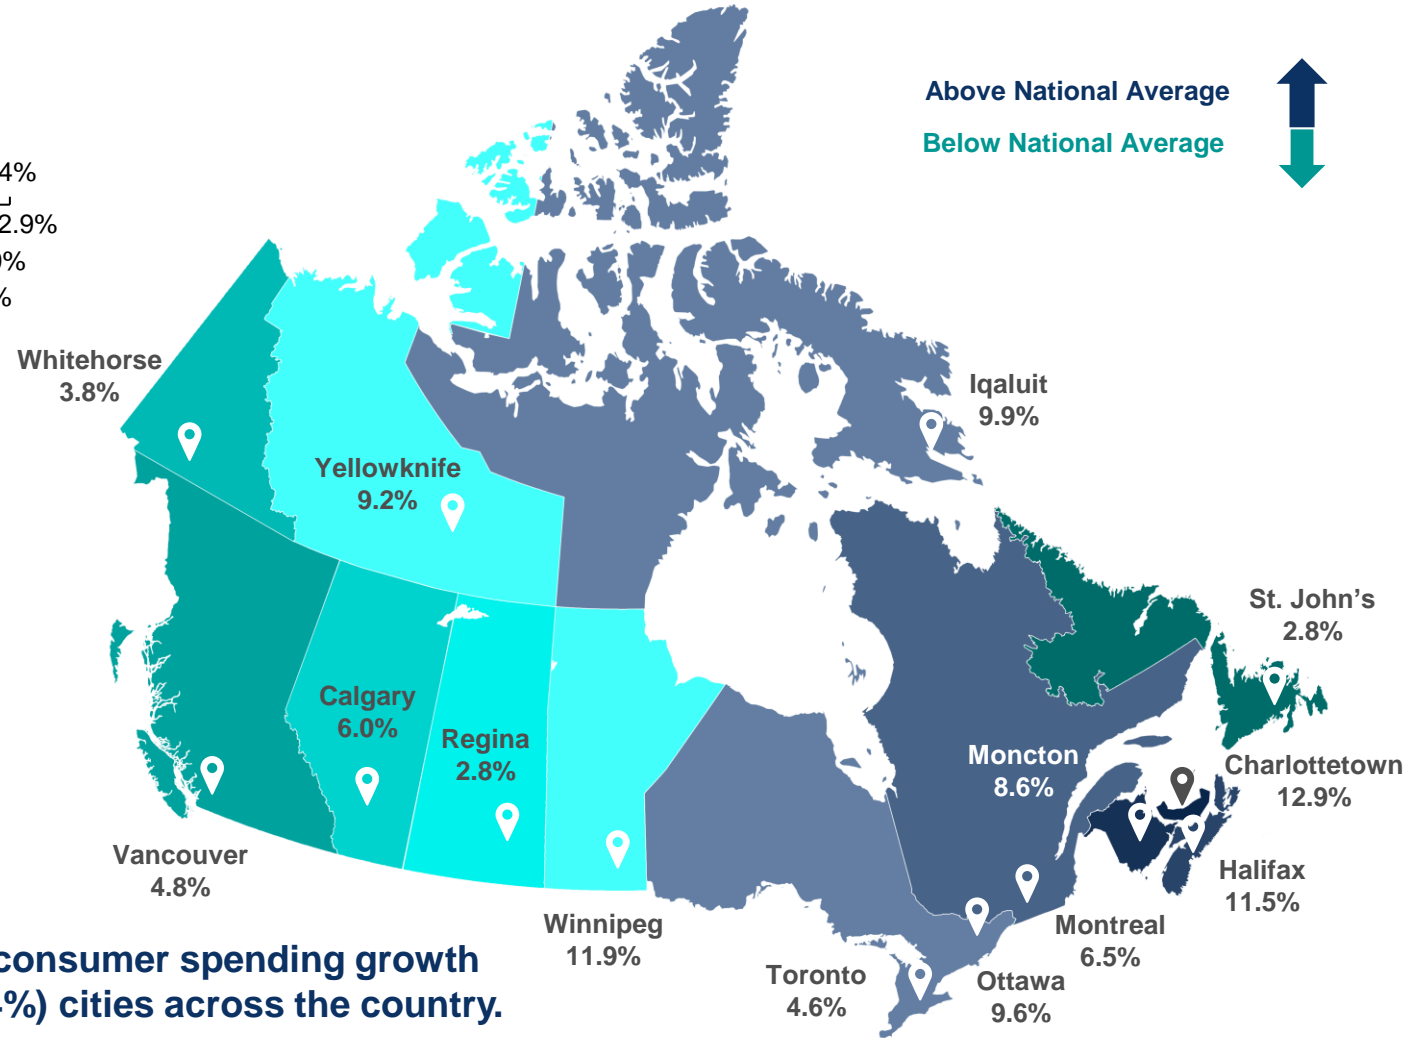 Above National Average
Below National Average
4%
2.9%
%
Whitehorse
3.8%
Iqaluit
9.9%
Yellowknife
9.2%
St. John's
2.8%
Calgary
6.0%
Regina
2.8%
Moncton
8.6%
Charlottetown
12.9%
Vancouver
4.8%
Halifax
11.5%
Winnipeg
11.9%
Montreal
6.5%
Toronto
4.6%
Ottawa
9.6%
consumer spending growth
%) cities across the country.